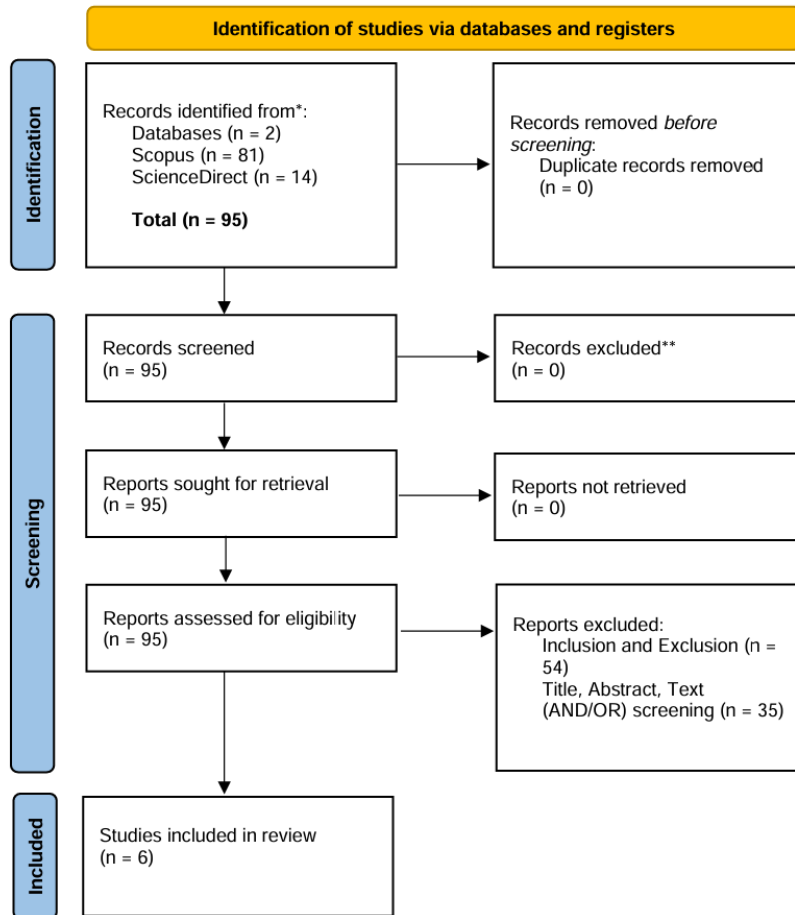 Identification of studies via databases and registers
Identification
Records identified from*:
Databases (n = 2)
Scopus (n = 81)
ScienceDirect (n = 14)
Total (n = 95)
Records removed before
screening:
Duplicate records removed
(n = 0)
Screening
Records screened
(n = 95)
Records excluded**
(n = 0)
Reports sought for retrieval
(n = 95)
Reports not retrieved
(n = 0)
Reports assessed for eligibility
(n = 95)
Reports excluded:
Inclusion and Exclusion (n =
54)
Title, Abstract, Text
(AND/OR) screening (n = 35)
Included
Studies included in review
(n = 6)